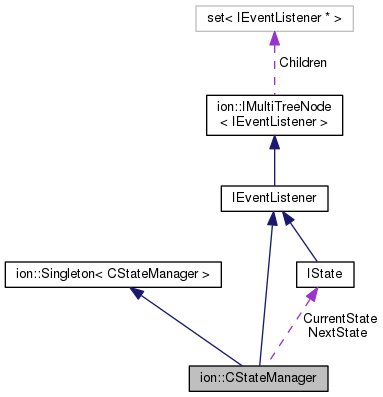 set< IEventListener * >
Children
ion::IMultiTreeNode
< IEventListener >
IEventListener
ion::Singleton< CStateManager >
IState
CurrentState
NextState
ion::CStateManager